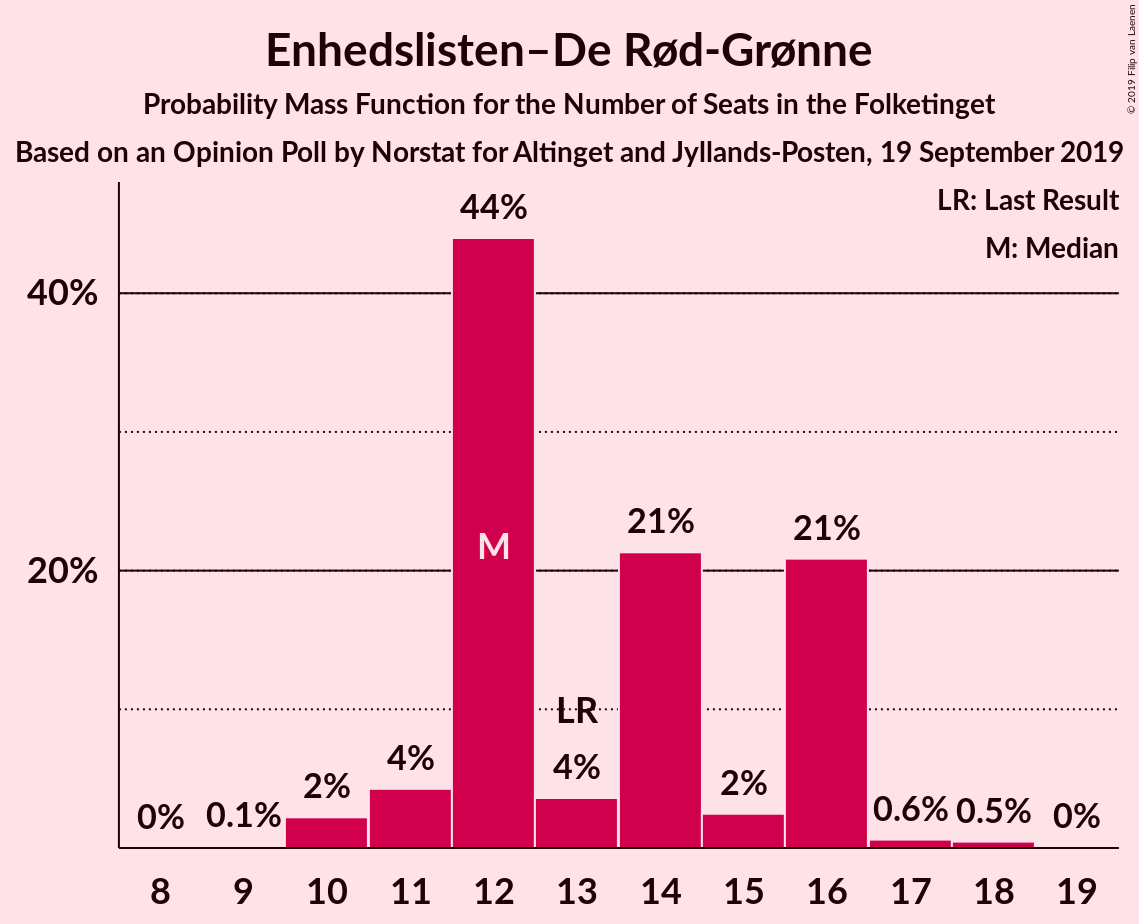 Enhedslisten–De Rød-Grønne
Probability Mass Function for the Number of Seats in the Folketinget
Based on an Opinion Poll by Norstat for Altinget and Jyllands-Posten, 19 September 2019
© 2019 Filip van Laenen
LR: Last Result
M: Median
40%
20%
0%
0.1%
2%
4%
44%
M
LR
4%
21%
2%
21%
0.6%
0.5%
0%
8 9 10 11 12 13 14 15 16 17 18 19